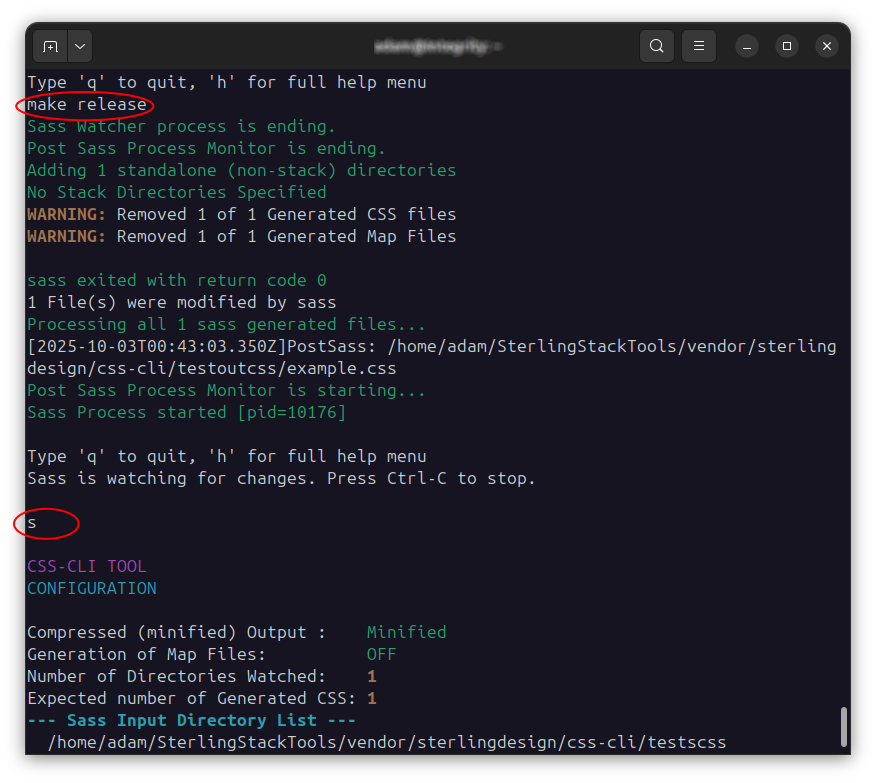 Type 'q' to quit, 'h' for full help menu
make release
Sass Watcher process is ending.
Post Sass Process Monitor is ending.
Adding 1 standalone (non-stack) directories
No Stack Directories Specified
WARNING: Removed 1 of 1 Generated CSS files
WARNING: Removed 1 of 1 Generated Map Files
sass exited with return code 0
1 File(s) were modified by sass
Processing all 1 sass generated files...
[2025-10-03T00:43:03.350Z]PostSass: /home/adam/SterlingStackTools/vendor/sterling
design/css-cli/testoutcss/example.css
Post Sass Process Monitor is starting...
Sass Process started [pid=10176]
Type 'q' to quit, 'h' for full help menu
Sass is watching for changes. Press Ctrl-C to stop.
s
CSS-CLI TOOL
CONFIGURATION
Compressed (minified) Output : Minified
Generation of Map Files: OFF
Number of Directories Watched: 1
Expected number of Generated CSS: 1
--- Sass Input Directory List ---
/home/adam/SterlingStackTools/vendor/sterlingdesign/css-cli/testscss